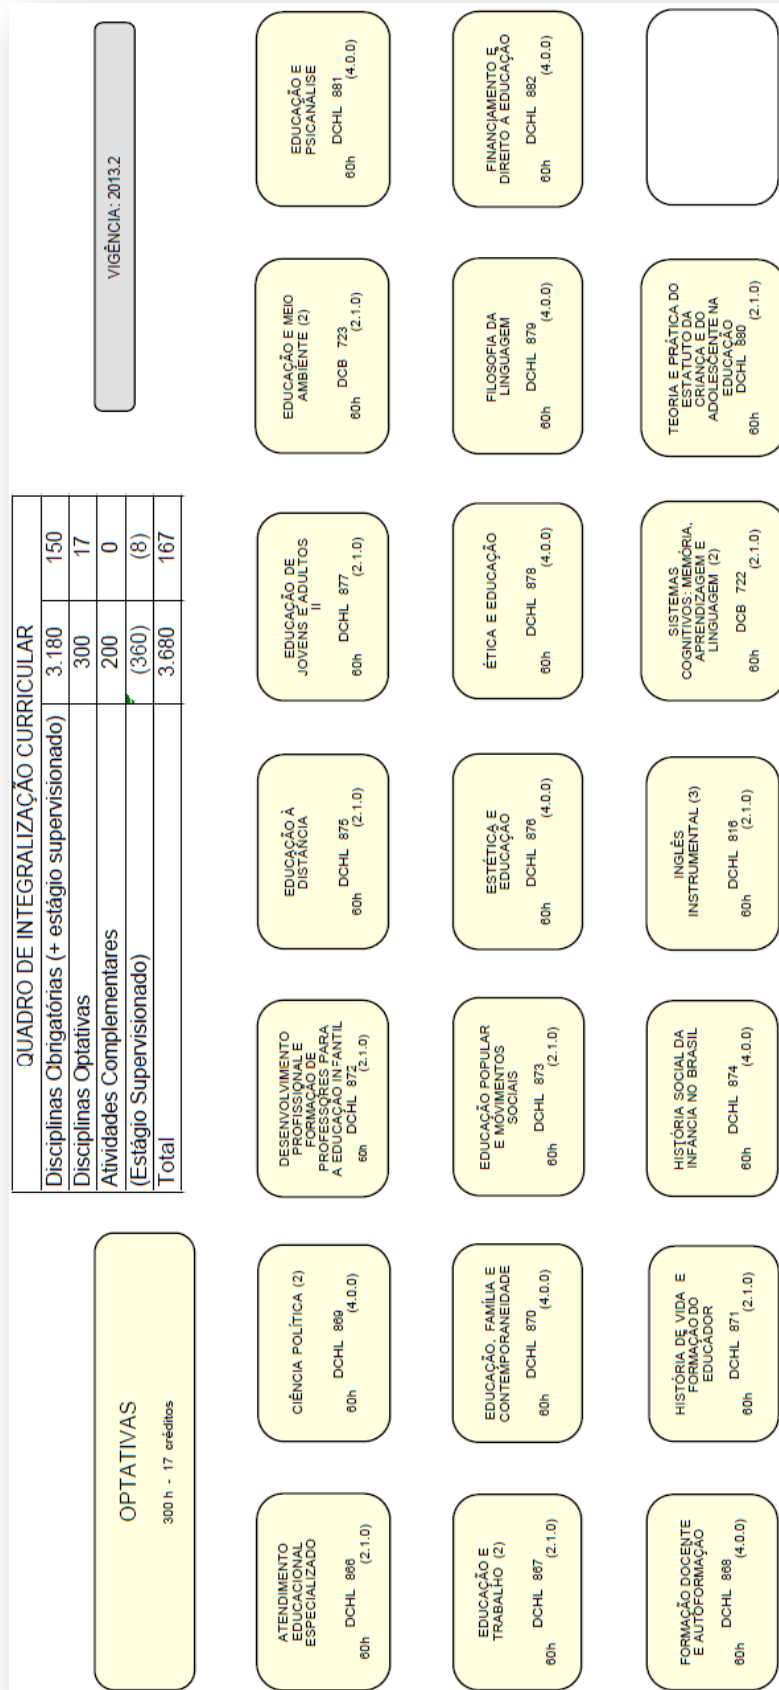 OPTATIVAS
300 h - 17 créditos
QUADRO DE INTEGRALIZAÇÃO CURRICULAR
Disciplinas Obrigatórias (+ estágio supervisionado) 3.180 150
Disciplinas Optativas 300 17
Atividades Complementares 200 0
(Estágio Supervisionado) (360) (8)
Total 3.680 167
VIGÊNCIA: 2013.2
ATENDIMENTO
EDUCACIONAL
ESPECIALIZADO
DCHL 866
60h (2.1.0)
CIÊNCIA POLÍTICA (2)
DCHL 869
60h (4.0.0)
DESENVOLVIMENTO
PROFISSIONAL E
FORMAÇÃO DE
PROFESSORES PARA
A EDUCAÇÃO INFANTIL
DCHL 872
60h (2.1.0)
EDUCAÇÃO À
DISTÂNCIA
DCHL 875
60h (2.1.0)
EDUCAÇÃO DE
JOVENS E ADULTOS
II
DCHL 877
60h (2.1.0)
EDUCAÇÃO E MEIO
AMBIENTE (2)
DCB 723
60h (2.1.0)
EDUCAÇÃO E
PSICANÁLISE
DCHL 881
60h (4.0.0)
EDUCAÇÃO E
TRABALHO (2)
DCHL 867
60h (2.1.0)
EDUCAÇÃO, FAMÍLIA E
CONTEMPORANEIDADE
DCHL 870
60h (4.0.0)
EDUCAÇÃO POPULAR
E MOVIMENTOS
SOCIAIS
DCHL 873
60h (2.1.0)
ESTÉTICA E
EDUCAÇÃO
DCHL 876
60h (4.0.0)
ÉTICA E EDUCAÇÃO
DCHL 878
60h (4.0.0)
FILOSOFIA DA
LINGUAGEM
DCHL 879
60h (4.0.0)
FINANCIAMENTO E
DIREITO A EDUCAÇÃO
DCHL 882
60h (4.0.0)
FORMAÇÃO DOCENTE
E AUTOFORMAÇÃO
DCHL 868
60h (4.0.0)
HISTÓRIA DE VIDA E
FORMAÇÃO DO
EDUCADOR
DCHL 871
60h (2.1.0)
HISTÓRIA SOCIAL DA
INFÂNCIA NO BRASIL
DCHL 874
60h (4.0.0)
INGLÊS
INSTRUMENTAL (3)
DCHL 816
60h (2.1.0)
SISTEMAS
COGNITIVOS: MEMÓRIA,
APRENDIZAGEM E
LINGUAGEM (2)
DCB 722
60h (2.1.0)
TEORIA E PRÁTICA DO
ESTATUTO DA
CRIANÇA E DO
ADOLESCENTE NA
EDUCAÇÃO
DCHL 880
60h (2.1.0)